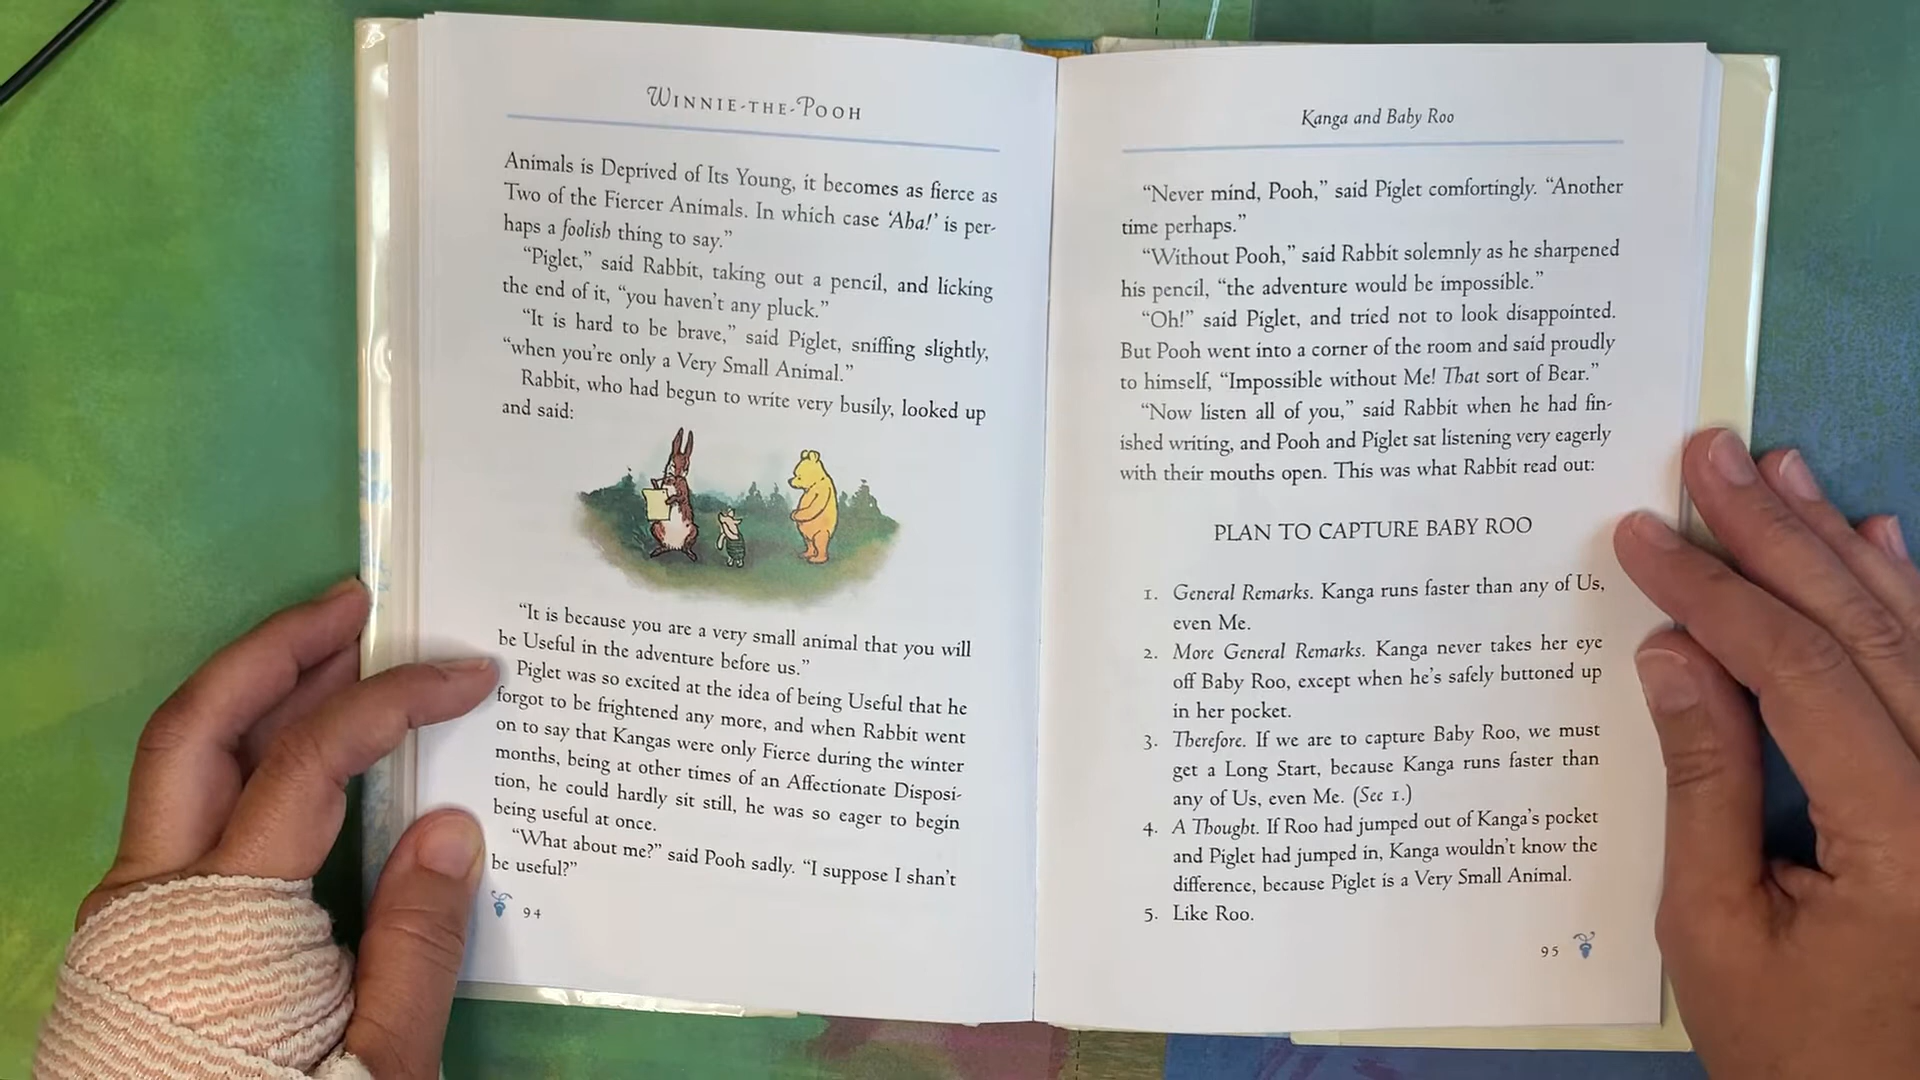 WINNIE-THE-POOH
Animals is Deprived of Its Young, it becomes as fierce as
Two of the Fiercer Animals. In which case ‘Aha!’ is per-
haps a foolish thing to say.”
“Piglet,” said Rabbit, taking out a pencil, and licking
the end of it, “you haven’t any pluck.”
“It is hard to be brave,” said Piglet, sniffing slightly,
“when you’re only a Very Small Animal.”
Rabbit, who had begun to write very busily, looked up
and said:
“It is because you are a very small animal that you will
be Useful in the adventure before us.”
Piglet was so excited at the idea of being Useful that he
forgot to be frightened any more, and when Rabbit went
on to say that Kangas were only Fierce during the winter
months, being at other times of an Affectionate Disposi-
tion, he could hardly sit still, he was so eager to begin
being useful at once.
“What about me?” said Pooh sadly. “I suppose I shan’t
be useful?”
94
Kanga and Baby Roo
“Never mind, Pooh,” said Piglet comfortingly. “Another
time perhaps.”
“Without Pooh,” said Rabbit solemnly as he sharpened
his pencil, “the adventure would be impossible.”
“Oh!” said Piglet, and tried not to look disappointed.
But Pooh went into a corner of the room and said proudly
to himself, “Impossible without Me! That sort of Bear.”
“Now listen all of you,” said Rabbit when he had fin-
ished writing, and Pooh and Piglet sat listening very eagerly
with their mouths open. This was what Rabbit read out:
PLAN TO CAPTURE BABY ROO
1. General Remarks. Kanga runs faster than any of Us,
even Me.
2. More General Remarks. Kanga never takes her eye
off Baby Roo, except when he’s safely buttoned up
in her pocket.
3. Therefore. If we are to capture Baby Roo, we must
get a Long Start, because Kanga runs faster than
any of Us, even Me. (See 1.)
4. A Thought. If Roo had jumped out of Kanga’s pocket
and Piglet had jumped in, Kanga wouldn’t know the
difference, because Piglet is a Very Small Animal.
5. Like Roo.
95